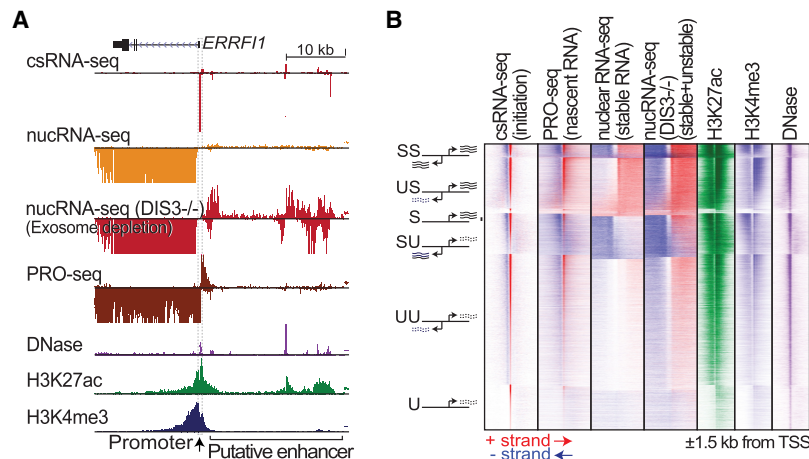 A
ERRFI1
10 kb
csRNA-seq
nucRNA-seq
nucRNA-seq (DIS3-/-)
(Exosome depletion)
PRO-seq
DNase
H3K27ac
H3K4me3
Promoter
Putative enhancer
B
csRNA-seq
(initiation)
PRO-seq
(nascent RNA)
nuclear RNA-seq
(stable RNA)
nucRNA-seq
(DIS3-/-)
(stable+unstable)
H3K27ac
H3K4me3
DNase
SS
US
S
SU
UU
U
+ strand
- strand
±1.5 kb from TSS